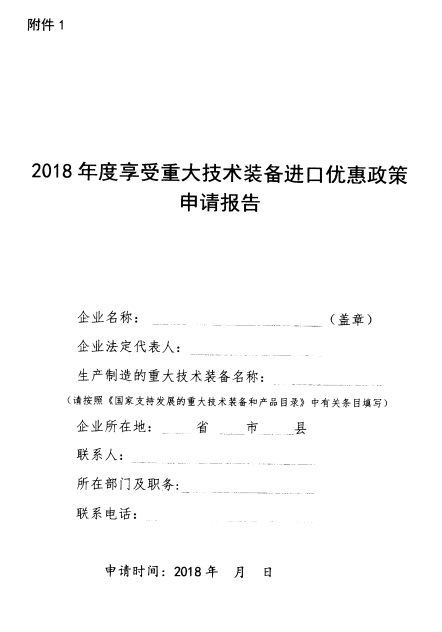 附件 1
2018 年度享受重大技术装备进口优惠政策
申请报告
企业名称：（盖章）
企业法定代表人：
生产制造的重大技术装备名称：
（请按照《国家支持发展的重大技术装备和产品目录》中有关条目填写）
企业所在地： 省 市 县
联系人：
所在部门及职务：
联系电话：
申请时间：2018 年 月 日